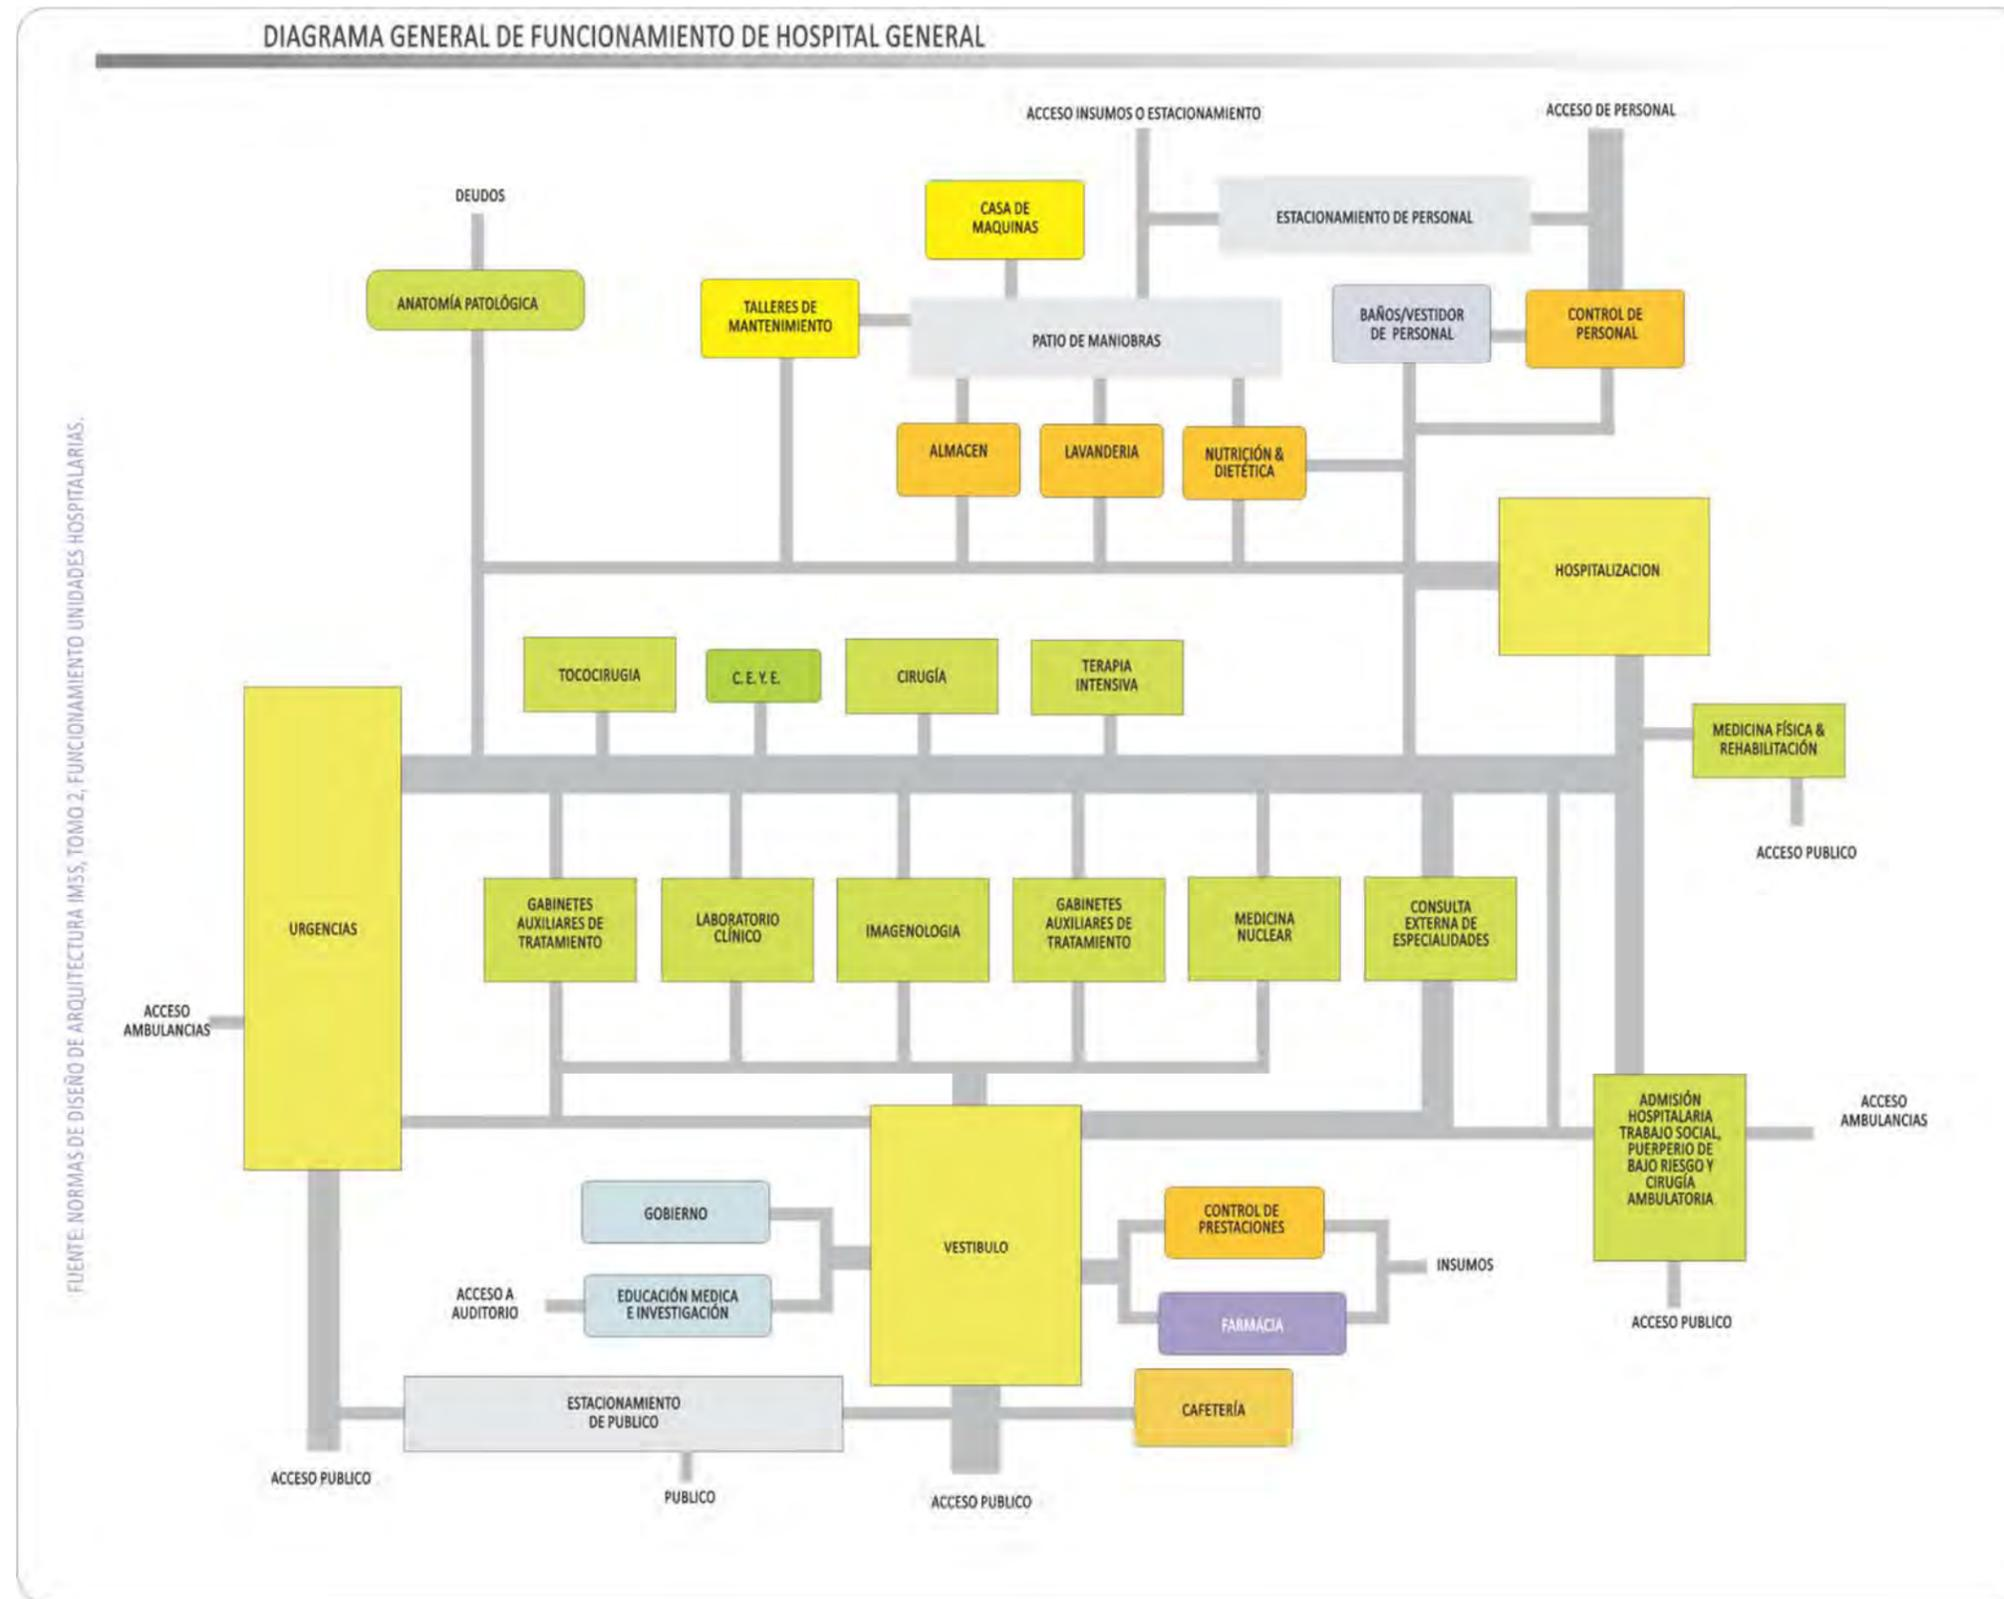 DIAGRAMA GENERAL DE FUNCIONAMIENTO DE HOSPITAL GENERAL
ACCESO INSUMOS O ESTACIONAMIENTO
ACCESO DE PERSONAL
DEUDOS
CASA DE
MAQUINAS
ESTACIONAMIENTO DE PERSONAL
ANATOMÍA PATOLÓGICA
TALLERES DE
MANTENIMIENTO
PATIO DE MANIOBRAS
BAÑOS/VESTIDOR
DE PERSONAL
CONTROL DE
PERSONAL
ALMACEN
LAVANDERIA
NUTRICIÓN &
DIETÉTICA
HOSPITALIZACION
TOCOCIRUGIA
C. E. Y. E.
CIRUGÍA
TERAPIA
INTENSIVA
MEDICINA FÍSICA &
REHABILITACIÓN
ACCESO PUBLICO
URGENCIAS
GABINETES
AUXILIARES DE
TRATAMIENTO
LABORATORIO
CLÍNICO
IMAGENOLOGIA
GABINETES
AUXILIARES DE
TRATAMIENTO
MEDICINA
NUCLEAR
CONSULTA
EXTERNA DE
ESPECIALIDADES
ACCESO
AMBULANCIAS
ADMISIÓN
HOSPITALARIA
TRABAJO SOCIAL,
PUERPERIO DE
BAJO RIESGO Y
CIRUGÍA
AMBULATORIA
ACCESO
AMBULANCIAS
GOBIERNO
VESTIBULO
CONTROL DE
PRESTACIONES
INSUMOS
ACCESO A
AUDITORIO
EDUCACIÓN MEDICA
E INVESTIGACIÓN
FARMACIA
ACCESO PUBLICO
ESTACIONAMIENTO
DE PUBLICO
CAFETERÍA
ACCESO PUBLICO
PUBLICO
ACCESO PUBLICO
FUENTE: NORMAS DE DISEÑO DE ARQUITECTURA IMSS, TOMO 2, FUNCIONAMIENTO UNIDADES HOSPITALARIAS.